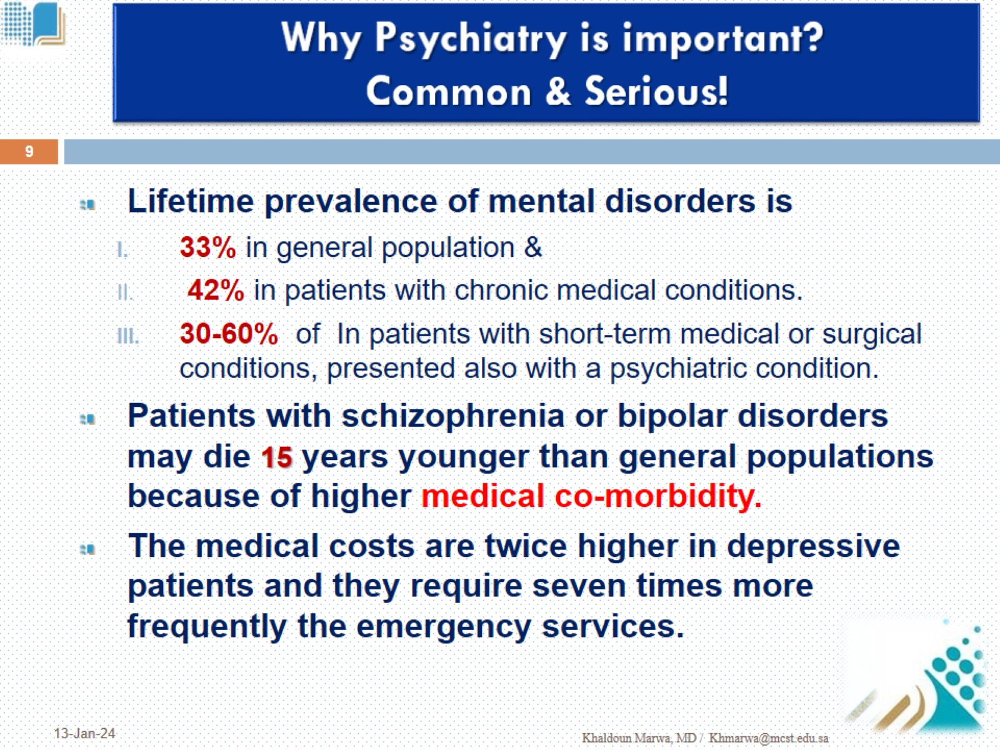 Why Psychiatry is important?
Common & Serious!
9
Lifetime prevalence of mental disorders is
I. 33% in general population &
II. 42% in patients with chronic medical conditions.
III. 30-60% of In patients with short-term medical or surgical
conditions, presented also with a psychiatric condition.
Patients with schizophrenia or bipolar disorders
may die 15 years younger than general populations
because of higher medical co-morbidity.
The medical costs are twice higher in depressive
patients and they require seven times more
frequently the emergency services.
13-Jan-24
Khaldoun Marwa, MD / Khmarwa@mcst.edu.sa